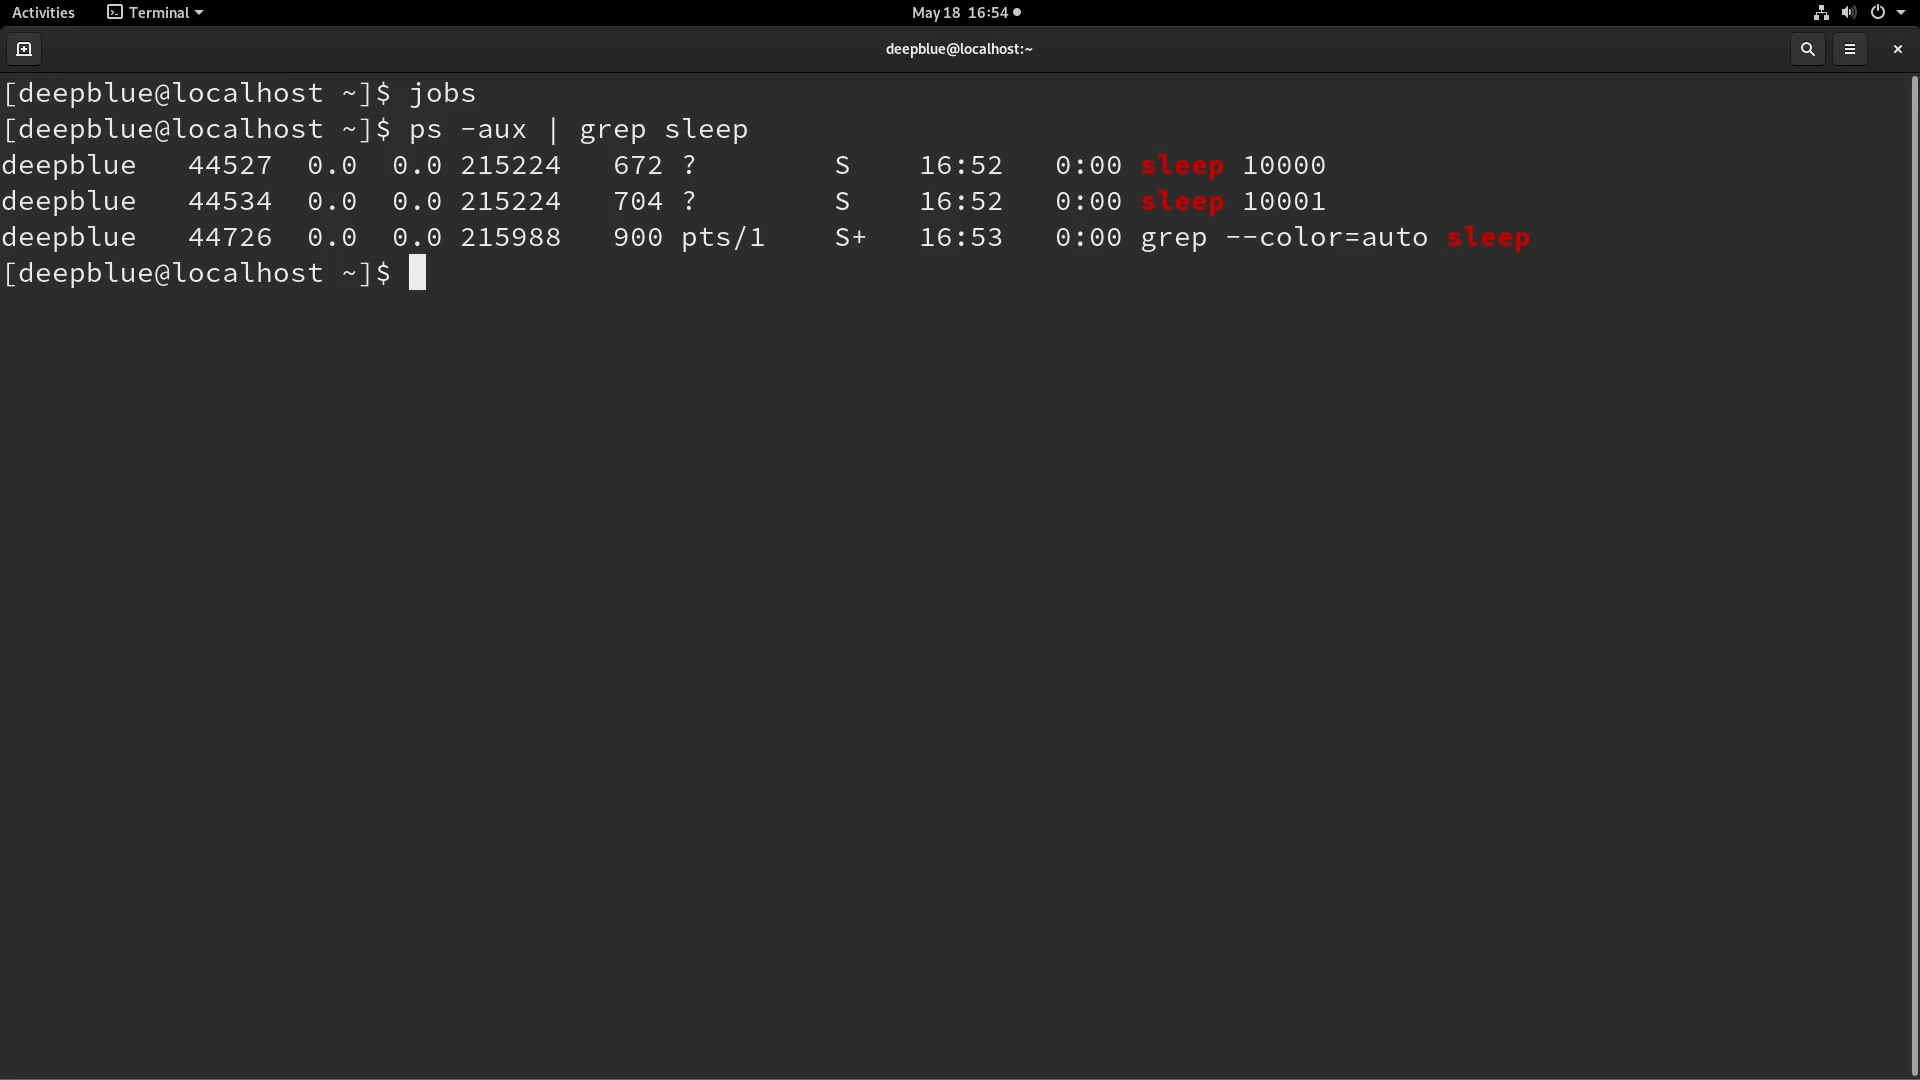 Activities Terminal May 18 16:54
deepblue@localhost:~
[deepblue@localhost ~]$ jobs
[deepblue@localhost ~]$ ps -aux | grep sleep
deepblue   44527  0.0  0.0 215224   672 ?        S    16:52   0:00 sleep 10000
deepblue   44534  0.0  0.0 215224   704 ?        S    16:52   0:00 sleep 10001
deepblue   44726  0.0  0.0 215988   900 pts/1    S+   16:53   0:00 grep --color=auto sleep
[deepblue@localhost ~]$